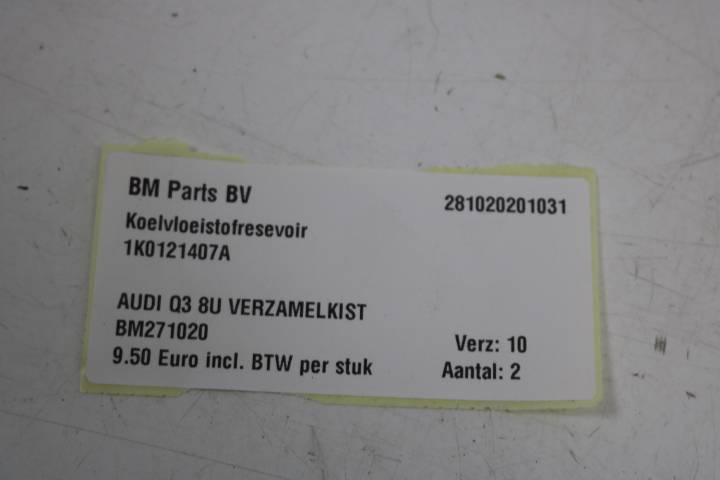 BM Parts BV
281020201031
Koelvloeistofresevoir
1K0121407A
AUDI Q3 8U VERZAMELKIST
BM271020
Verz: 10
9.50 Euro incl. BTW per stuk
Aantal: 2